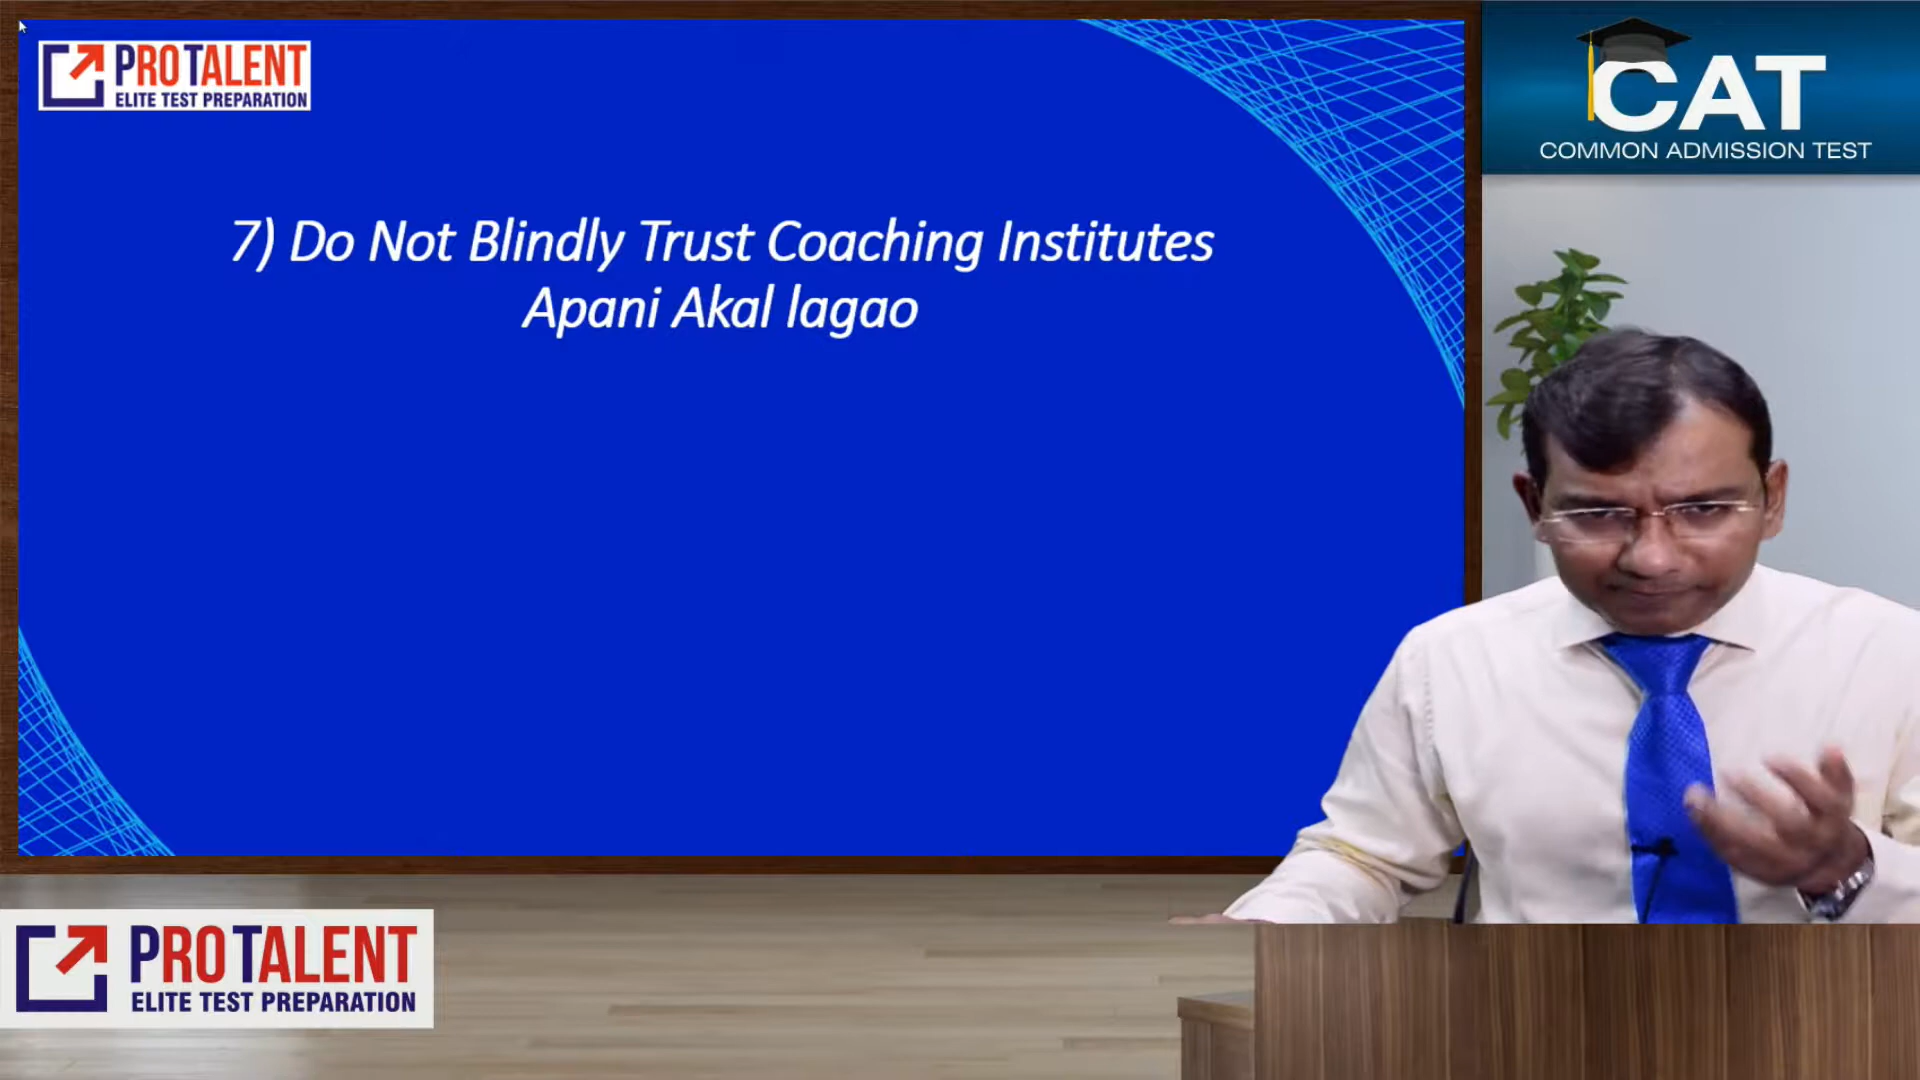 PROTALENT
ELITE TEST PREPARATION
CAT
COMMON ADMISSION TEST
7) Do Not Blindly Trust Coaching Institutes
Apani Akal lagao
PROTALENT
ELITE TEST PREPARATION